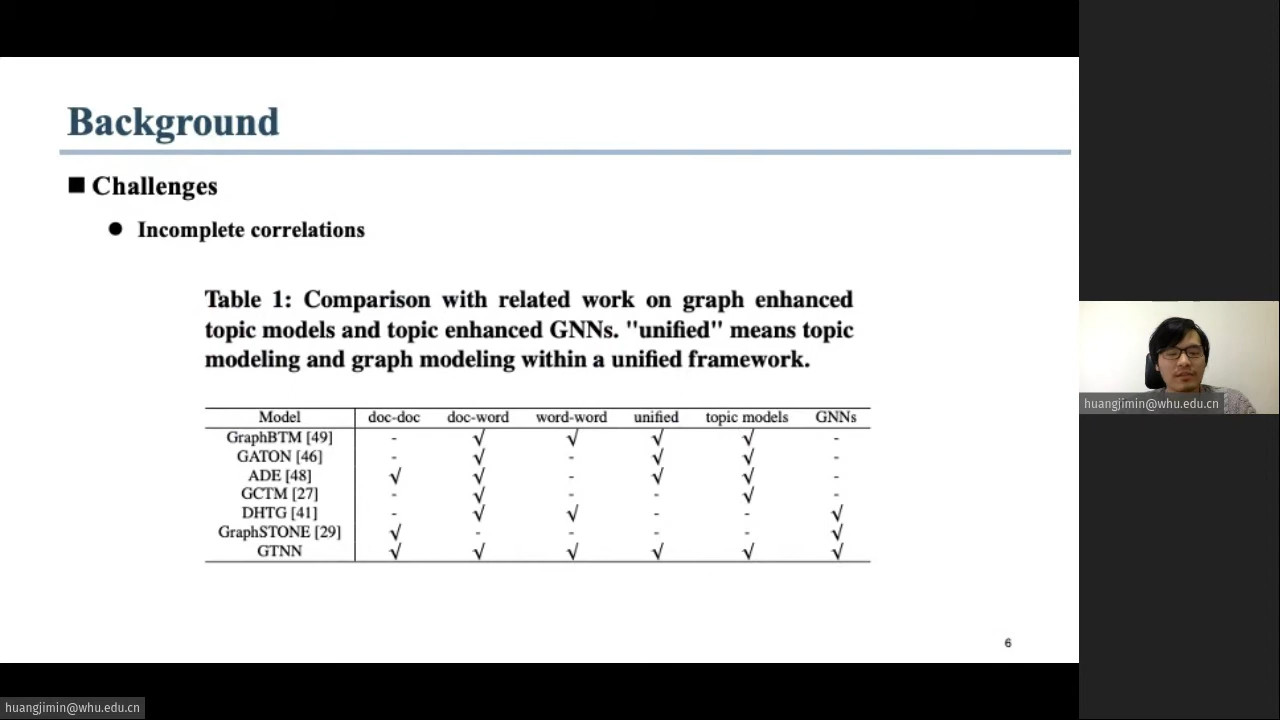 Background
■ Challenges
● Incomplete correlations
Table 1: Comparison with related work on graph enhanced
topic models and topic enhanced GNNs. "unified" means topic
modeling and graph modeling within a unified framework.
Model doc-doc doc-word word-word unified topic models GNNs
GraphBTM [49] - √ √ √ √ -
GATON [46] - √ - √ √ -
ADE [48] √ √ - √ √ -
GCTM [27] - √ - - √ -
DHTG [41] - √ √ - - √
GraphSTONE [29] √ - - - - √
GTNN √ √ √ √ √ √
6
huangjimin@whu.edu.cn
huangjimin@whu.edu.cn